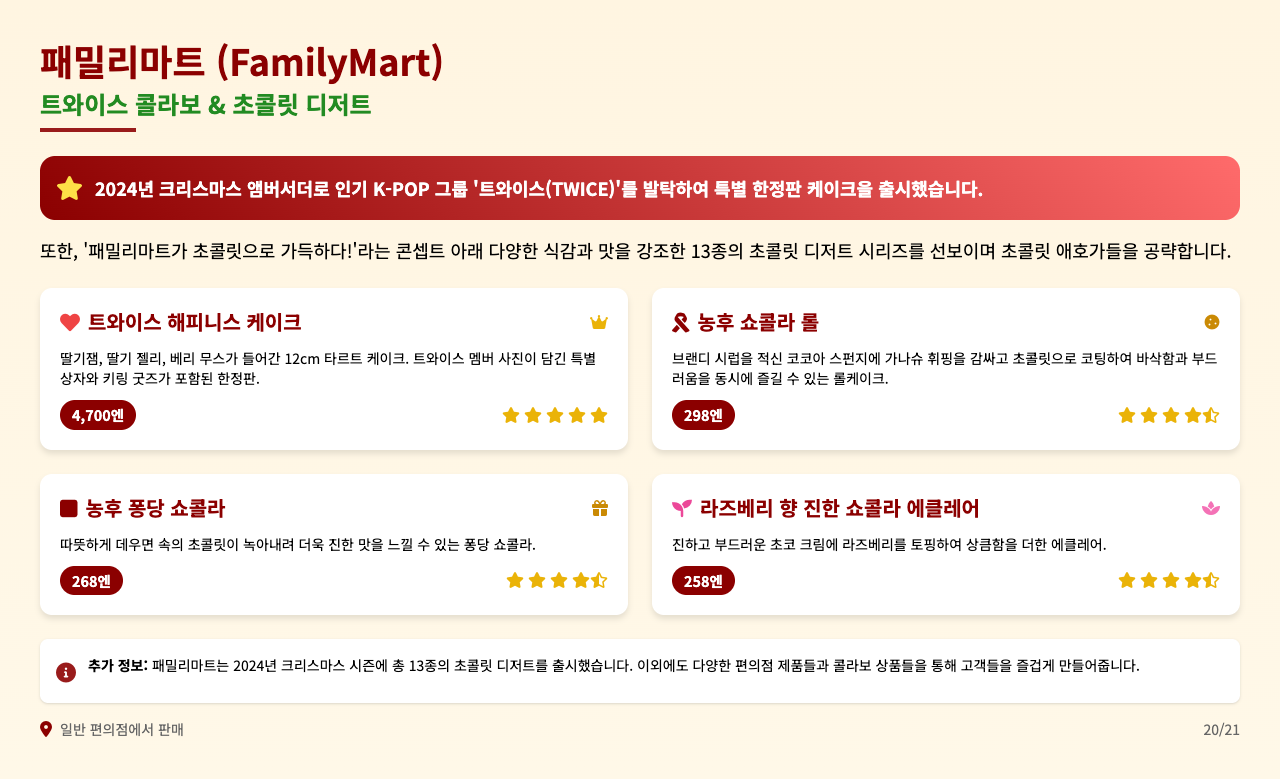 패밀리마트 (FamilyMart)
트와이스 콜라보 & 초콜릿 디저트
2024년 크리스마스 앰버서더로 인기 K-POP 그룹 '트와이스(TWICE)'를 발탁하여 특별 한정판 케이크을 출시했습니다.
또한, '패밀리마트가 초콜릿으로 가득하다!'라는 콘셉트 아래 다양한 식감과 맛을 강조한 13종의 초콜릿 디저트 시리즈를 선보이며 초콜릿 애호가들을 공략합니다.
트와이스 해피니스 케이크
딸기잼, 딸기 젤리, 베리 무스가 들어간 12cm 타르트 케이크. 트와이스 멤버 사진이 담긴 특별
상자와 키링 굿즈가 포함된 한정판.
4,700엔
농후 쇼콜라 롤
브랜디 시럽을 적신 코코아 스펀지에 가나슈 휘핑을 감싸고 초콜릿으로 코팅하여 바삭함과 부드
러움을 동시에 즐길 수 있는 롤케이크.
298엔
농후 퐁당 쇼콜라
따뜻하게 데우면 속의 초콜릿이 녹아내려 더욱 진한 맛을 느낄 수 있는 퐁당 쇼콜라.
268엔
라즈베리 향 진한 쇼콜라 에클레어
진하고 부드러운 초코 크림에 라즈베리를 토핑하여 상큼함을 더한 에클레어.
258엔
추가 정보: 패밀리마트는 2024년 크리스마스 시즌에 총 13종의 초콜릿 디저트를 출시했습니다. 이외에도 다양한 편의점 제품들과 콜라보 상품들을 통해 고객들을 즐겁게 만들어줍니다.
일반 편의점에서 판매
20/21